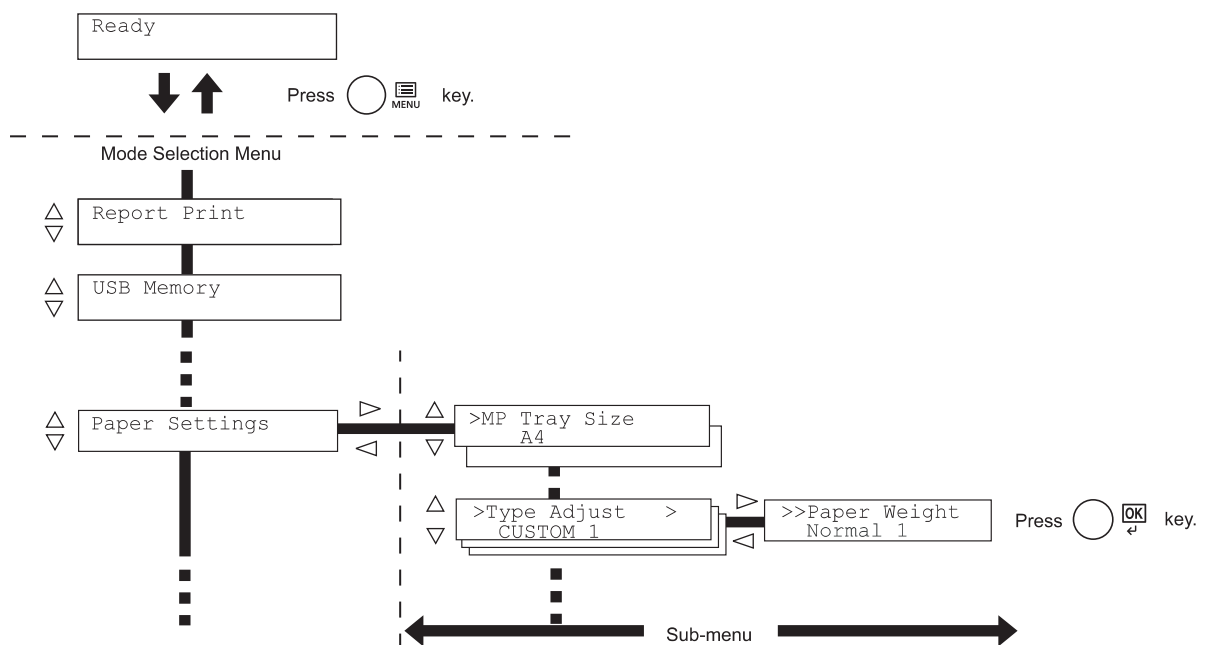 Ready
Press MENU key.
Mode Selection Menu
Report Print
USB Memory
Paper Settings
>MP Tray Size
A4
>Type Adjust >
CUSTOM 1
>>Paper Weight
Normal 1
Press OK key.
Sub-menu